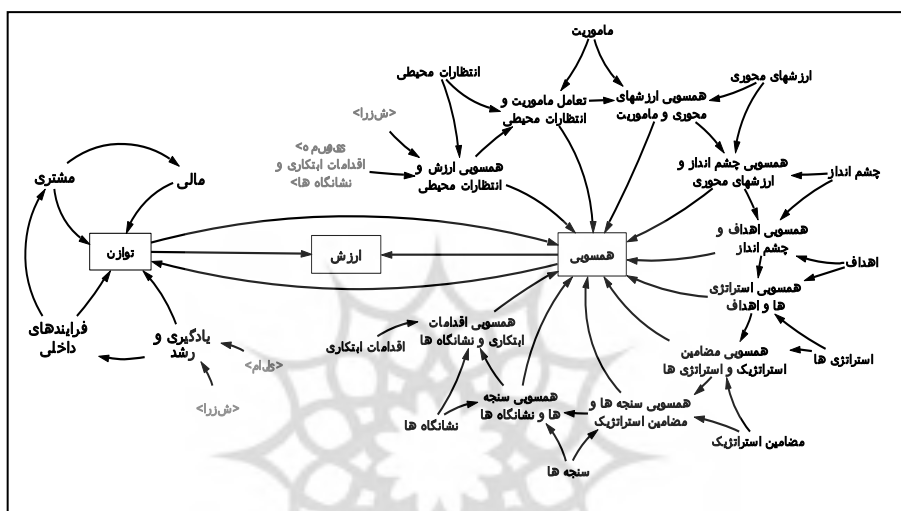 ماموریت
انتظارات محیطی
ارزشهای محوری
همسویی ارزشهای
محوری و ماموریت
تعامل ماموریت و
انتظارات محیطی
<ارزش>
<همسویی
اقدامات ابتکاری و
نشانگاه ها>
همسویی ارزش و
انتظارات محیطی
همسویی چشم انداز و
ارزشهای محوری
چشم انداز
مشتری
مالی
همسویی اهداف و
چشم انداز
توازن
ارزش
همسویی
اهداف
همسویی استراتژی
ها و اهداف
فرایندهای
داخلی
یادگیری و
رشد
<مالی>
<ارزش>
اقدامات ابتکاری
همسویی اقدامات
ابتکاری و نشانگاه ها
همسویی مضامین
استراتژیک و استراتژی ها
استراتژی ها
همسویی سنجه
ها و نشانگاه ها
همسویی سنجه ها و
مضامین استراتژیک
نشانگاه ها
مضامین استراتژیک
سنجه ها